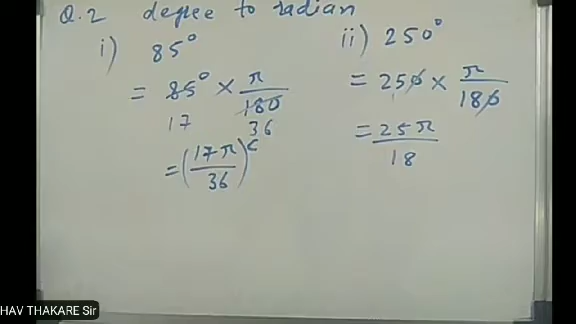 Q.2 degree to radian
i) 85°
= 85° × π/180
17 36
= (17π/36)ᶜ
ii) 250°
= 250 × π/180
= 25π/18
HAV THAKARE Sir